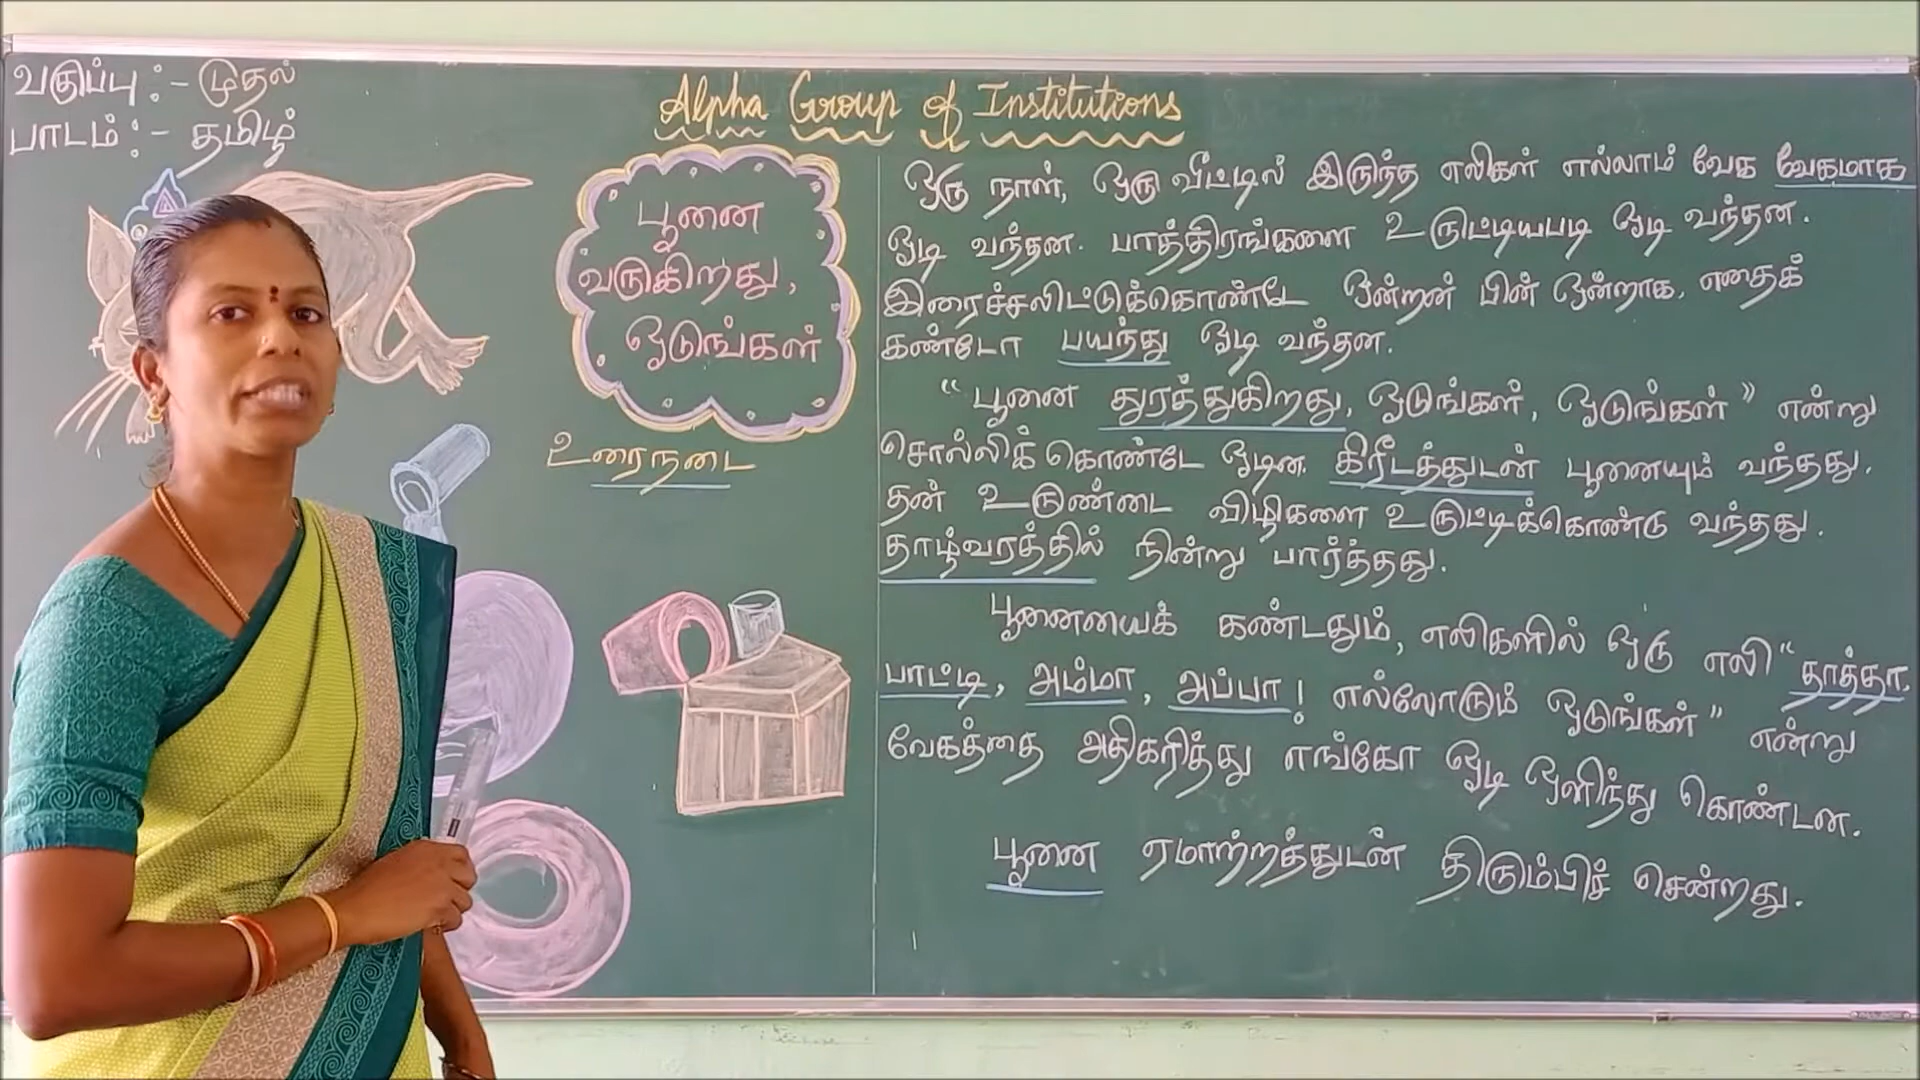 வகுப்பு :- முதல்
பாடம் :- தமிழ்
Alpha Group of Institutions
பூனை
வருகிறது,
ஓடுங்கள்
உரைநடை
ஒரு நாள், ஒரு வீட்டில் இருந்த எலிகள் எல்லாம் வேக வேகமாக
ஓடி வந்தன. பாத்திரங்களை உருட்டியபடி ஓடி வந்தன.
இரைச்சலிட்டுக்கொண்டே ஒன்றன் பின் ஒன்றாக, எதைக்
கண்டோ பயந்து ஓடி வந்தன.
“பூனை துரத்துகிறது, ஓடுங்கள், ஓடுங்கள்” என்று
சொல்லிக் கொண்டே ஓடின. கிரீடத்துடன் பூனையும் வந்தது.
தன் உருண்டை விழிகளை உருட்டிக்கொண்டு வந்தது.
தாழ்வரத்தில் நின்று பார்த்தது.
பூனையைக் கண்டதும், எலிகளில் ஒரு எலி “தாத்தா,
பாட்டி, அம்மா, அப்பா! எல்லோரும் ஓடுங்கள்” என்று
வேகத்தை அதிகரித்து எங்கோ ஓடி ஒளிந்து கொண்டன.
பூனை ஏமாற்றத்துடன் திரும்பிச் சென்றது.